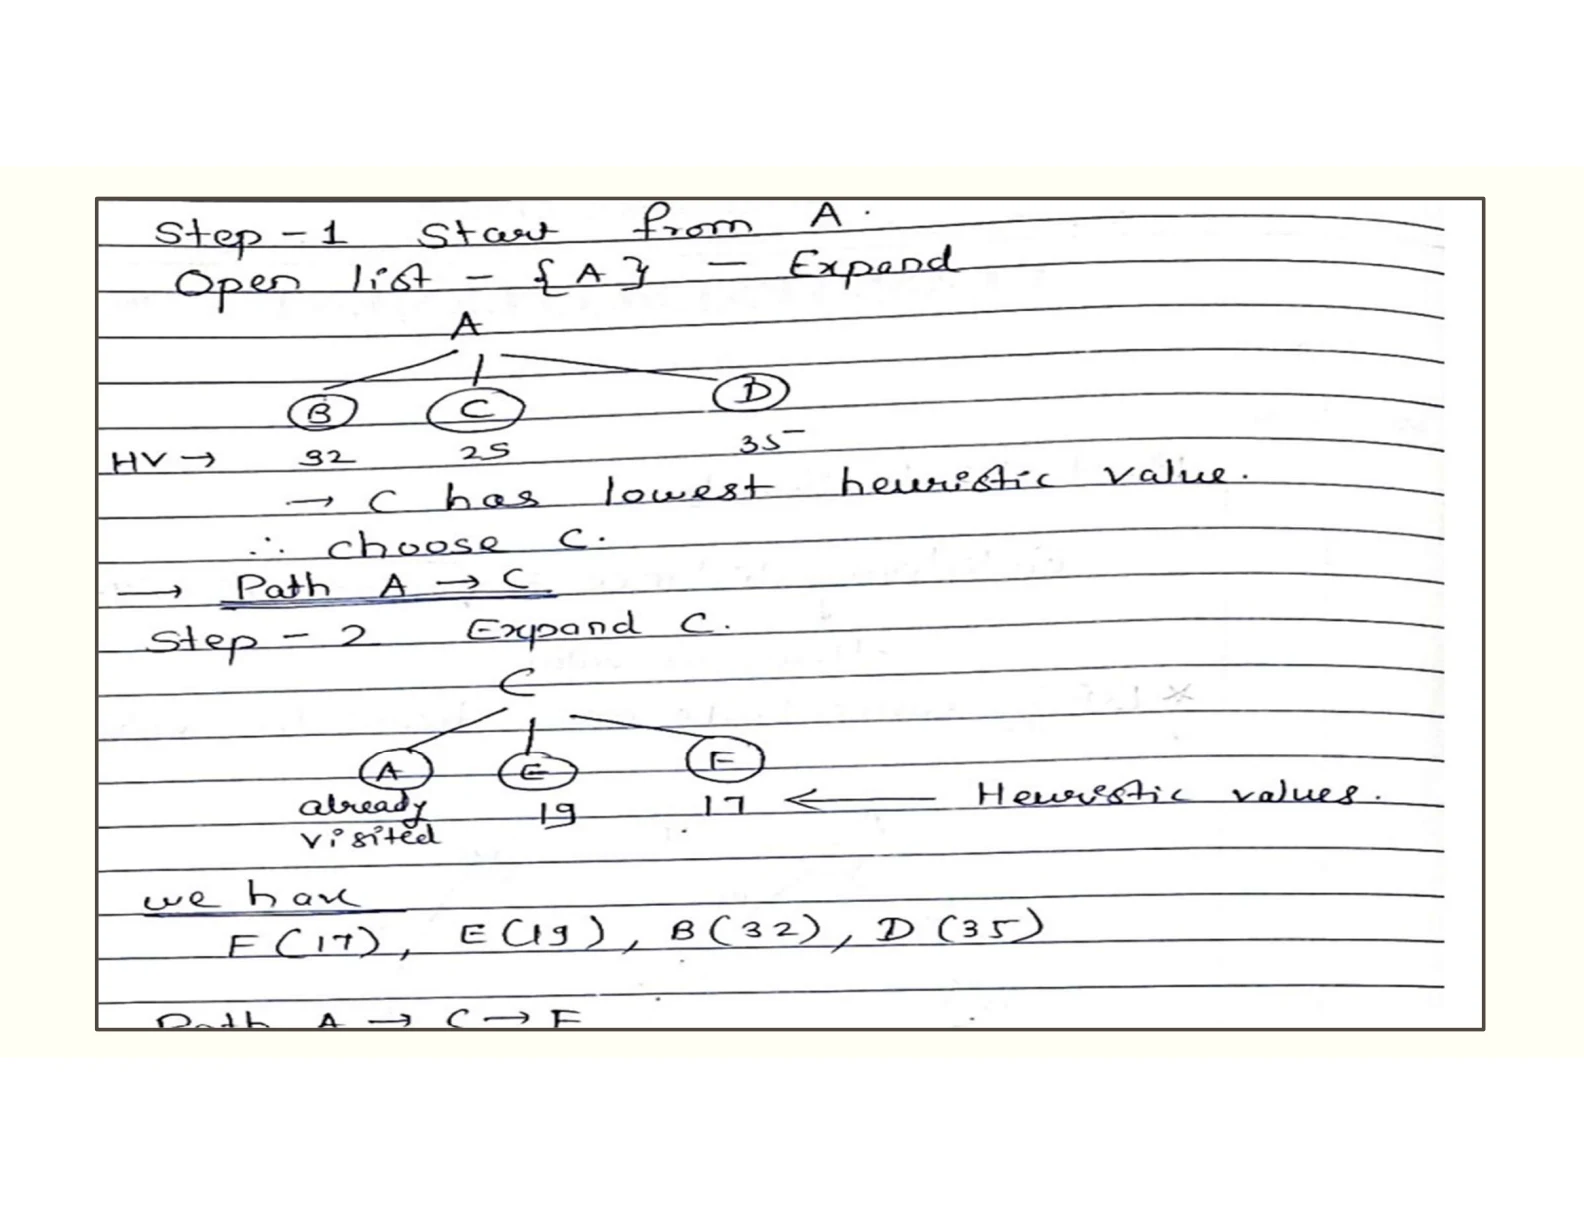 Step - 1 Start from A.
Open list - {A} - Expand
A
B C D
HV → 32 25 35
→ C has lowest heuristic value.
∴ choose C.
→ Path A → C
Step - 2 Expand C.
C
A E F
already 19 17 ← Heuristic values.
visited
we have
F(17), E(19), B(32), D(35)
Path A → C → F